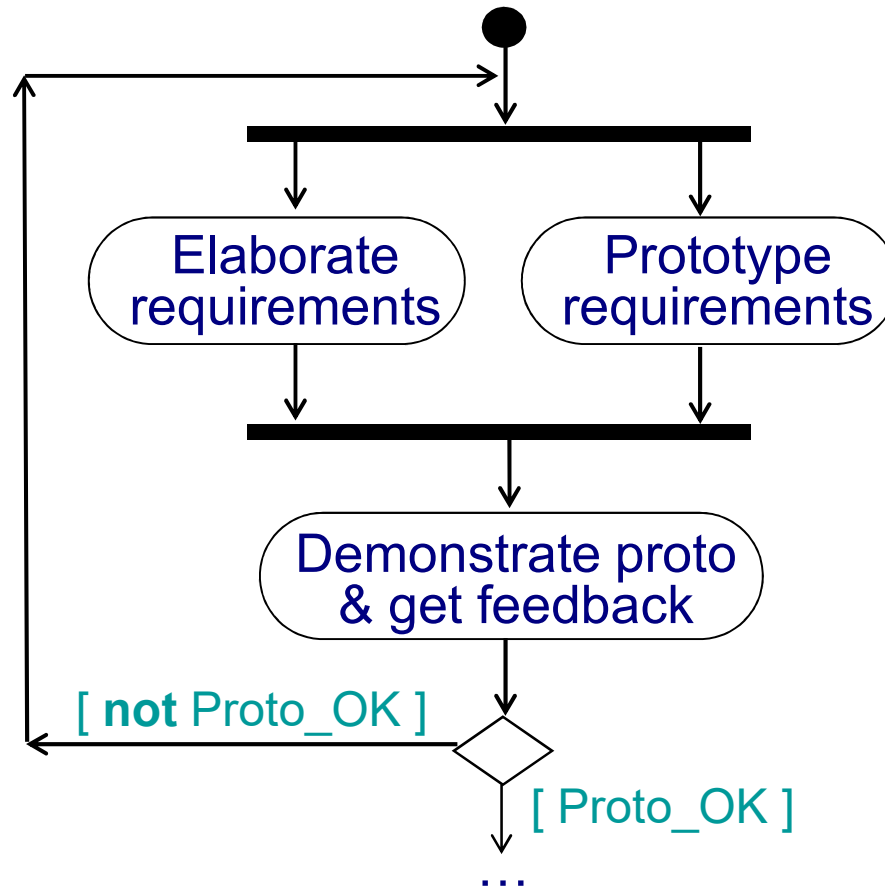 Elaborate
requirements
Prototype
requirements
Demonstrate proto
& get feedback
[ not Proto_OK ]
[ Proto_OK ]
...